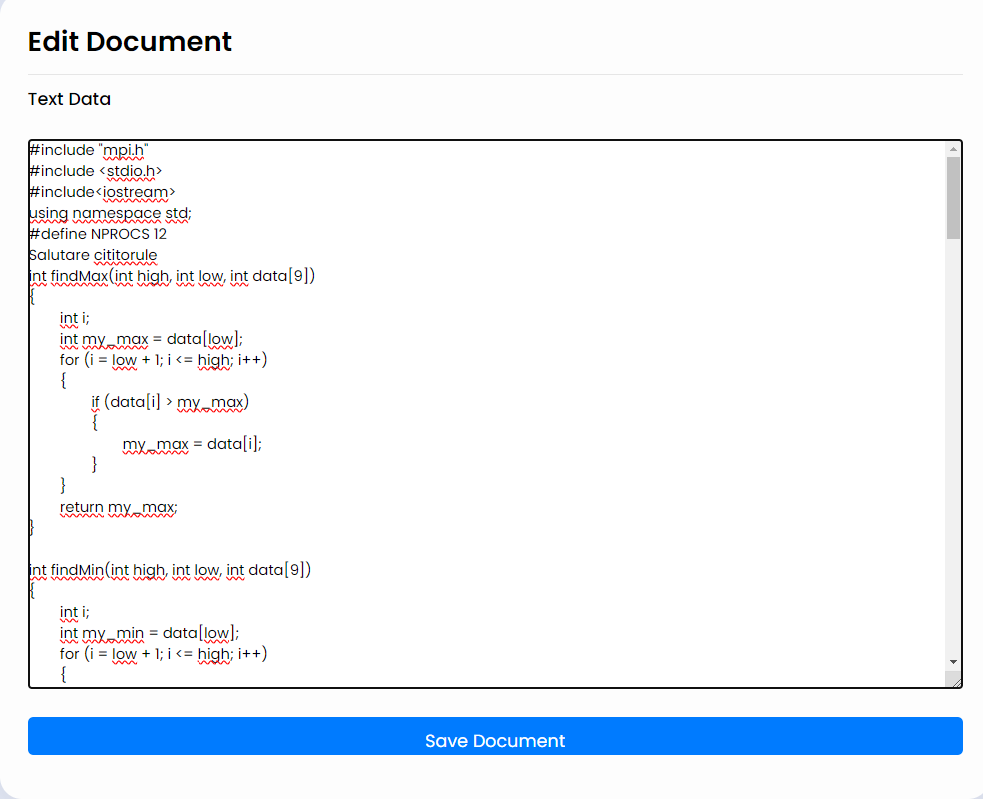 Edit Document
Text Data
#include "mpi.h"
#include <stdio.h>
#include<iostream>
using namespace std;
#define NPROCS 12
Salutare cititorule
int findMax(int high, int low, int data[9])
{
int i;
int my_max = data[low];
for (i = low + 1; i <= high; i++)
{
if (data[i] > my_max)
{
my_max = data[i];
}
}
return my_max;
}
int findMin(int high, int low, int data[9])
{
int i;
int my_min = data[low];
for (i = low + 1; i <= high; i++)
{
Save Document